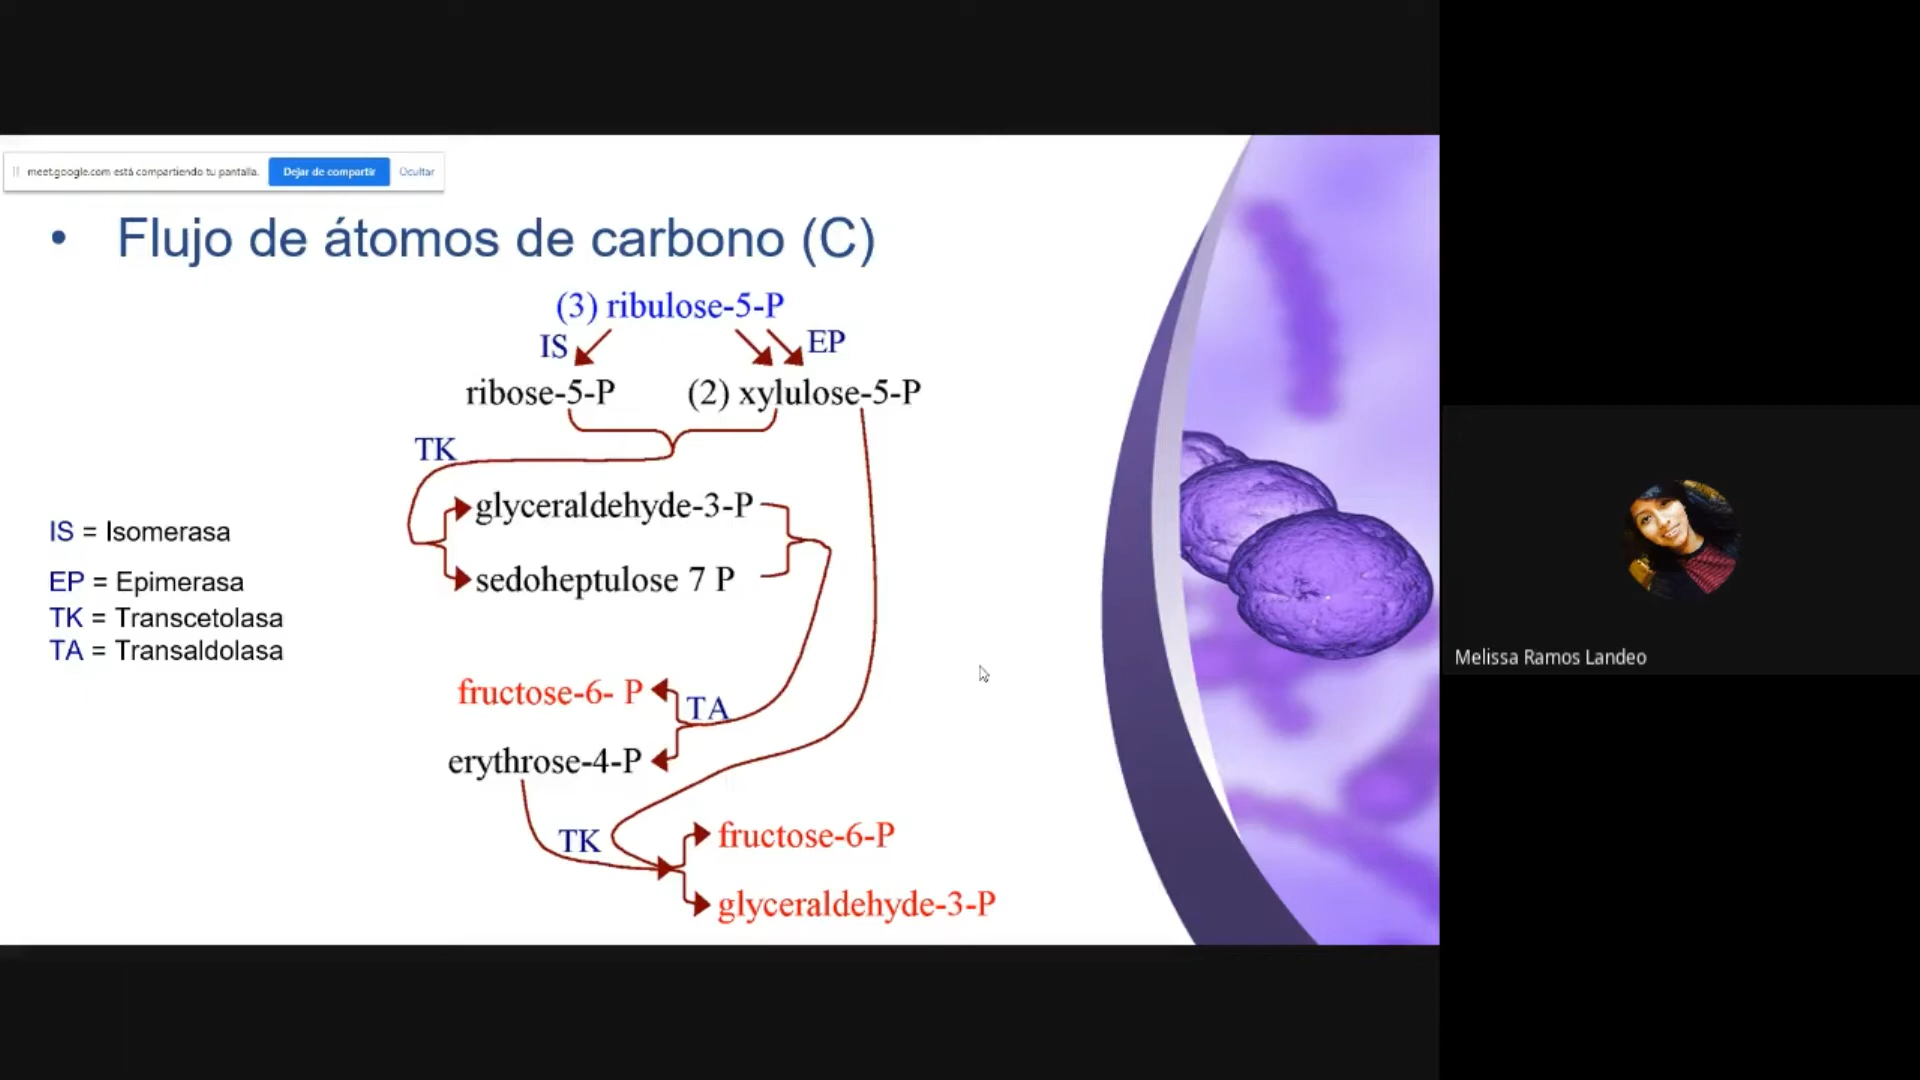 meet.google.com está compartiendo tu pantalla. Dejar de compartir Ocultar
• Flujo de átomos de carbono (C)
(3) ribulose-5-P
IS EP
ribose-5-P (2) xylulose-5-P
TK
glyceraldehyde-3-P
IS = Isomerasa
EP = Epimerasa
sedoheptulose 7 P
TK = Transcetolasa
TA = Transaldolasa
fructose-6- P
TA
erythrose-4-P
TK
fructose-6-P
glyceraldehyde-3-P
Melissa Ramos Landeo